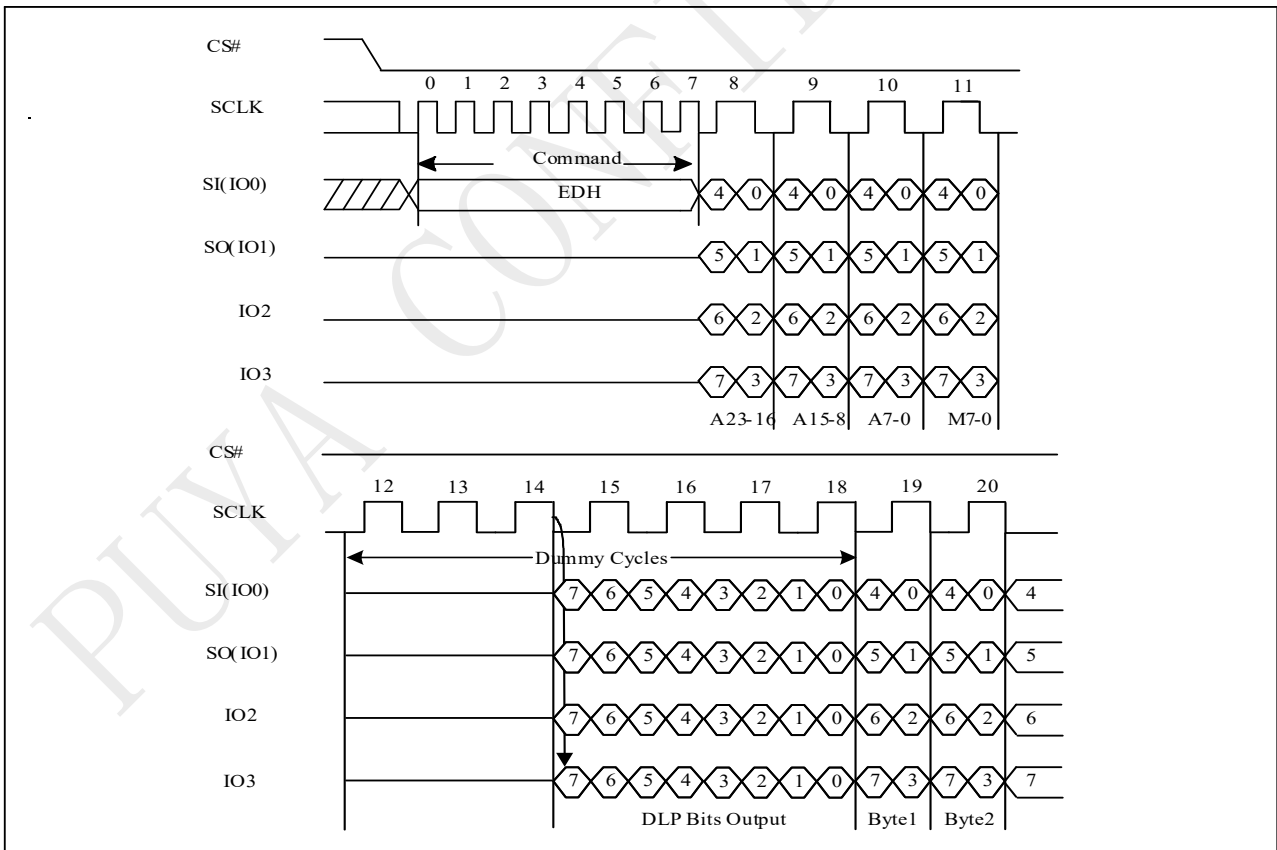 CS#
0 1 2 3 4 5 6 7 8 9 10 11
SCLK
Command
SI(IO0) EDH 4 0 4 0 4 0 4 0
SO(IO1) 5 1 5 1 5 1 5 1
IO2 6 2 6 2 6 2 6 2
IO3 7 3 7 3 7 3 7 3
A23-16 A15-8 A7-0 M7-0
CS#
12 13 14 15 16 17 18 19 20
SCLK
Dummy Cycles
SI(IO0) 7 6 5 4 3 2 1 0 4 0 4 0 4
SO(IO1) 7 6 5 4 3 2 1 0 5 1 5 1 5
IO2 7 6 5 4 3 2 1 0 6 2 6 2 6
IO3 7 6 5 4 3 2 1 0 7 3 7 3 7
DLP Bits Output Byte1 Byte2
PUYA